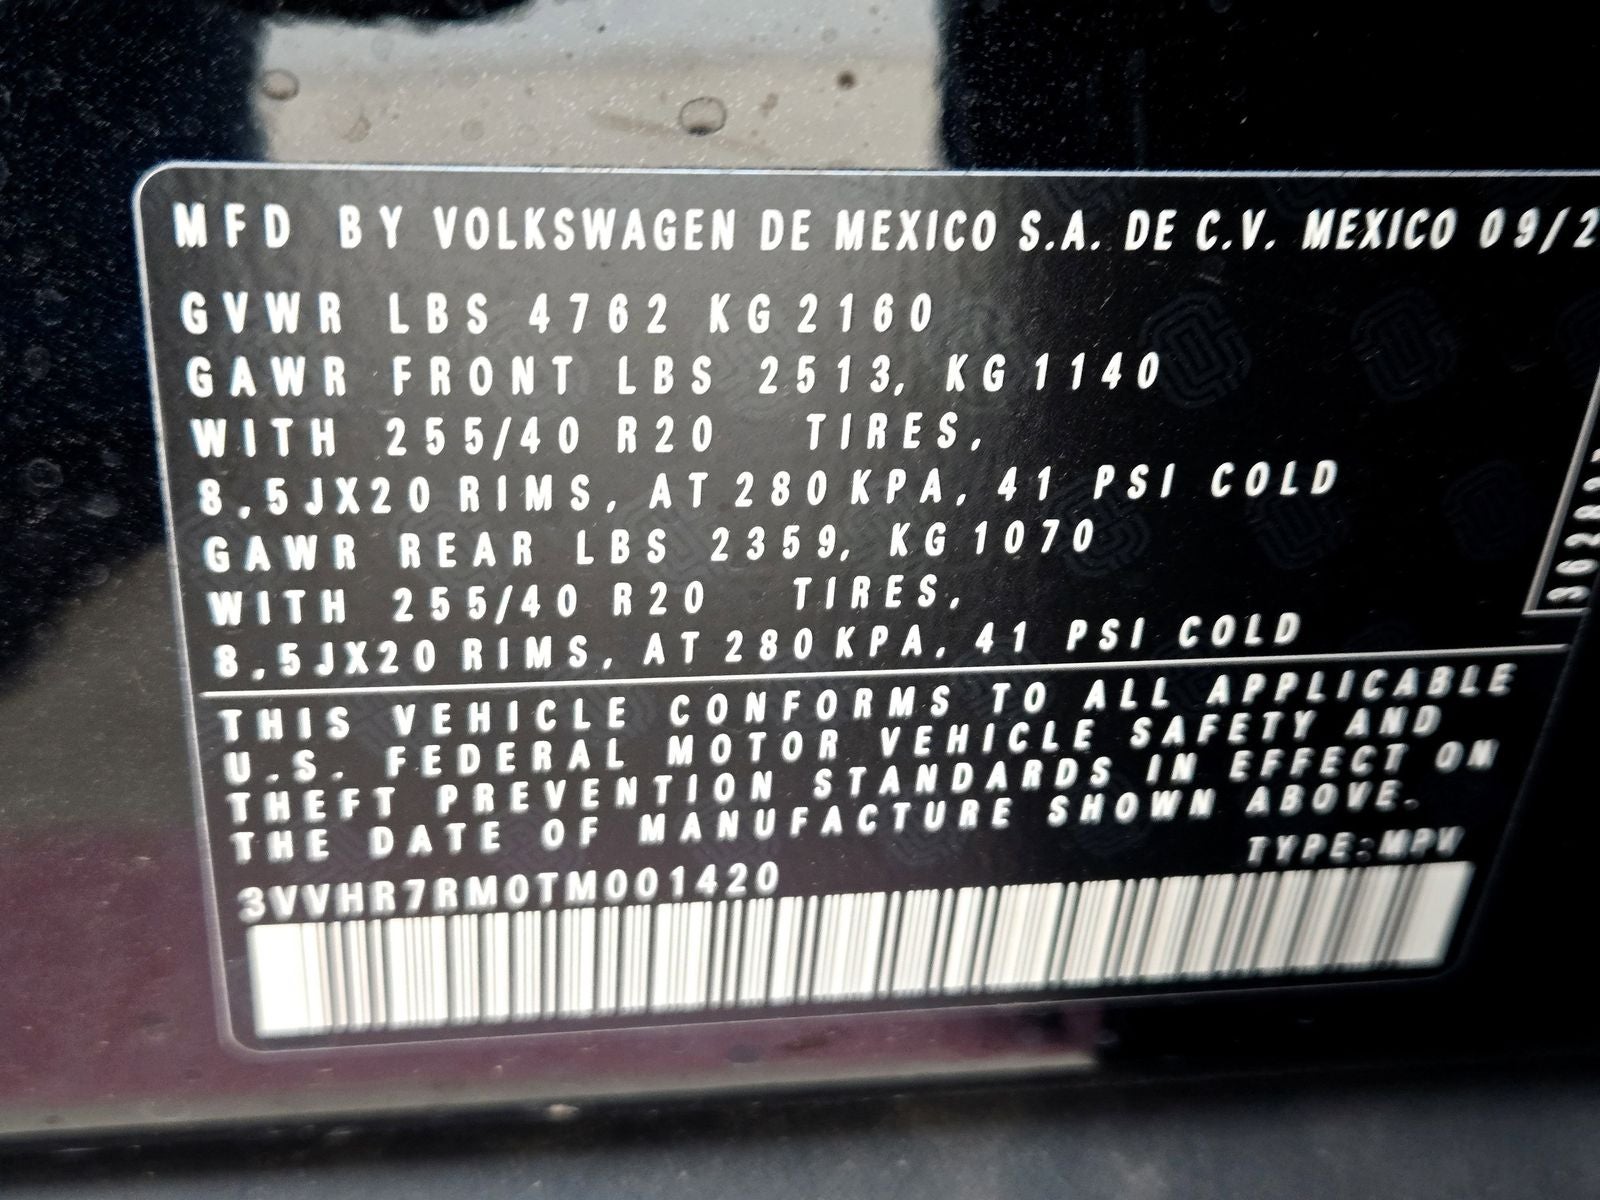 MFD BY VOLKSWAGEN DE MEXICO S.A. DE C.V. MEXICO 09/2
GVWR LBS 4762 KG 2160
GAWR FRONT LBS 2513, KG 1140
WITH 255/40 R20 TIRES,
8,5JX20 RIMS, AT 280 KPA, 41 PSI COLD
GAWR REAR LBS 2359, KG 1070
WITH 255/40 R20 TIRES,
8,5JX20 RIMS, AT 280 KPA, 41 PSI COLD
THIS VEHICLE CONFORMS TO ALL APPLICABLE
U.S. FEDERAL MOTOR VEHICLE SAFETY AND
THEFT PREVENTION STANDARDS IN EFFECT ON
THE DATE OF MANUFACTURE SHOWN ABOVE.
TYPE:MPV
3VVHR7RM0TM001420